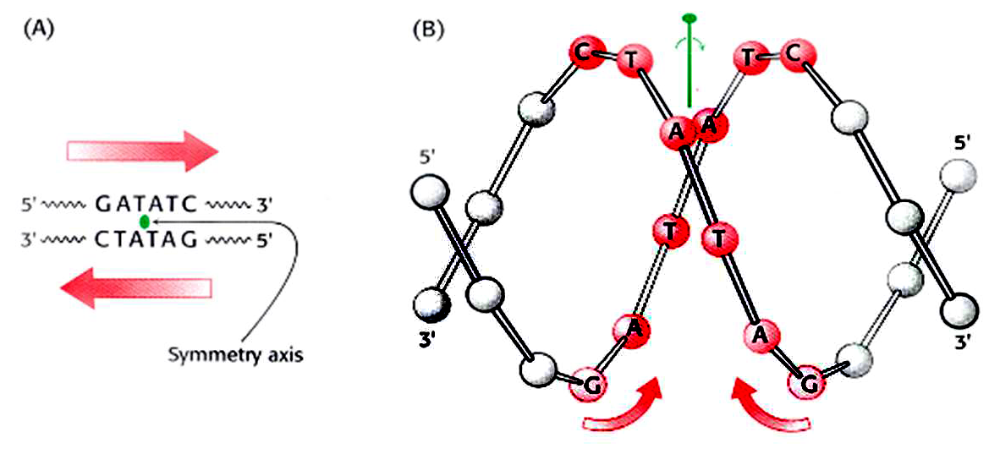 (A)
5' GATATC 3'
3' CTATAG 5'
Symmetry axis
(B)
C T T C
A A
5' 5'
T T
3' A A 3'
G G